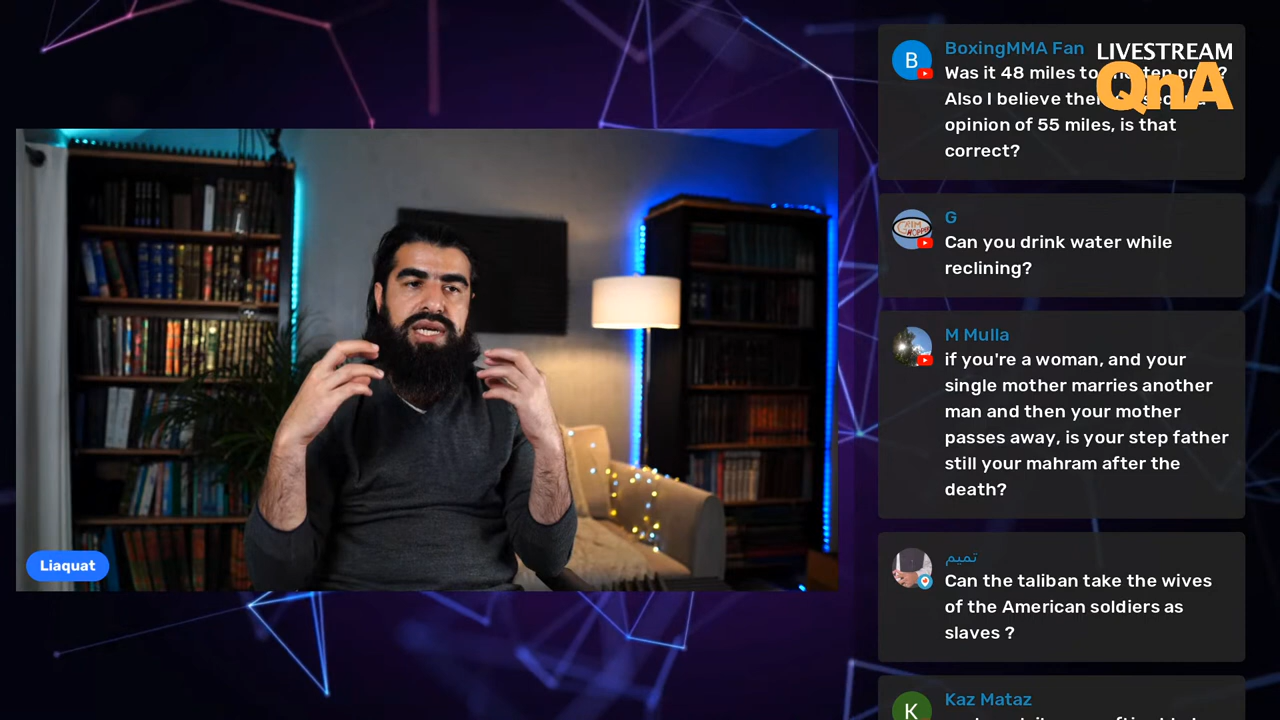 BoxingMMA Fan
LIVESTREAM
QnA
Was it 48 miles to
Also I believe
opinion of 55 miles, is that
correct?
G
Can you drink water while
reclining?
M Mulla
if you're a woman, and your
single mother marries another
man and then your mother
passes away, is your step father
still your mahram after the
death?
تميم
Can the taliban take the wives
of the American soldiers as
slaves ?
Kaz Mataz
B
K
Liaquat